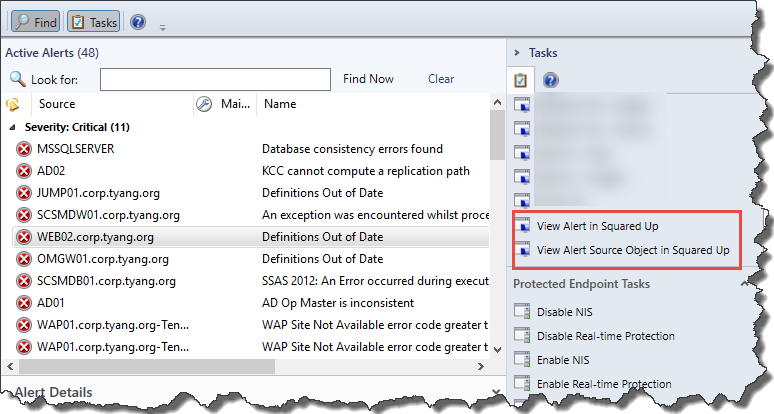 Find Tasks
Active Alerts (48)
Look for: Find Now Clear
Source Mai... Name
Severity: Critical (11)
MSSQLSERVER Database consistency errors found
AD02 KCC cannot compute a replication path
JUMP01.corp.tyang.org Definitions Out of Date
SCSMDW01.corp.tyang.org An exception was encountered whilst proce
WEB02.corp.tyang.org Definitions Out of Date
OMGW01.corp.tyang.org Definitions Out of Date
SCSMDB01.corp.tyang.org SSAS 2012: An Error occurred during execut
AD01 AD Op Master is inconsistent
WAP01.corp.tyang.org-Ten... WAP Site Not Available error code greater t
WAP01.corp.tyang.org-Ten... WAP Site Not Available error code greater t
Alert Details
Tasks
View Alert in Squared Up
View Alert Source Object in Squared Up
Protected Endpoint Tasks
Disable NIS
Disable Real-time Protection
Enable NIS
Enable Real-time Protection